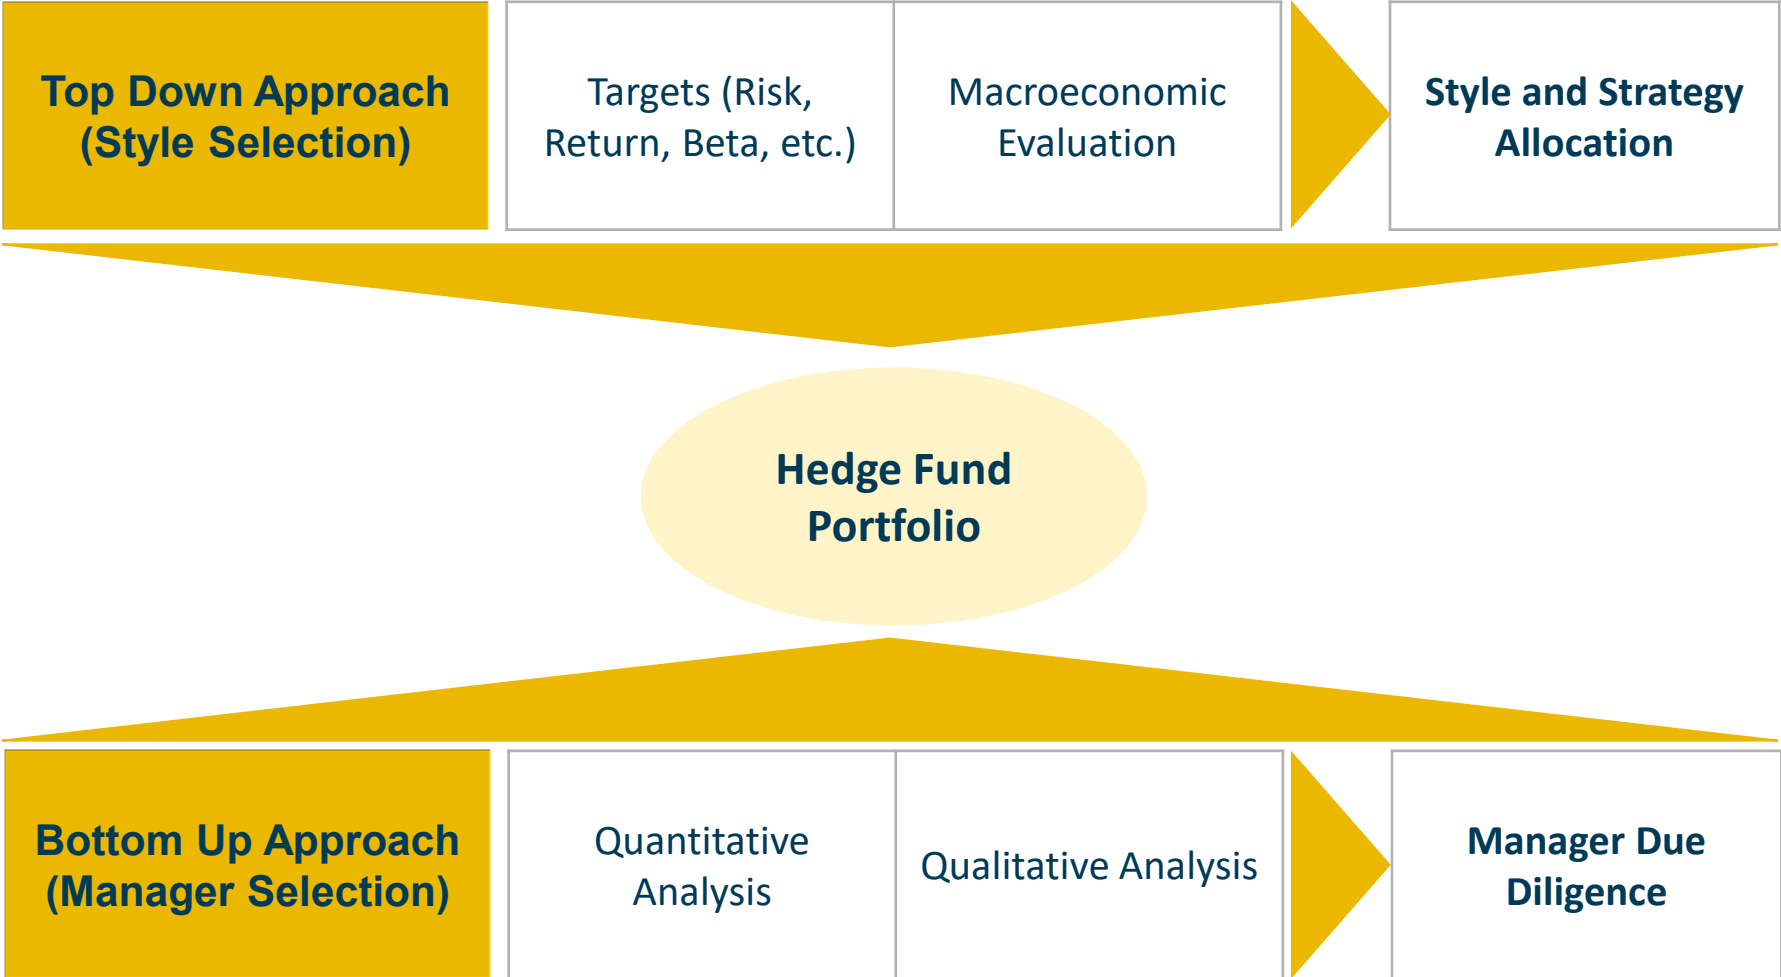 Top Down Approach
(Style Selection)
Targets (Risk,
Return, Beta, etc.)
Macroeconomic
Evaluation
Style and Strategy
Allocation
Hedge Fund
Portfolio
Bottom Up Approach
(Manager Selection)
Quantitative
Analysis
Qualitative Analysis
Manager Due
Diligence